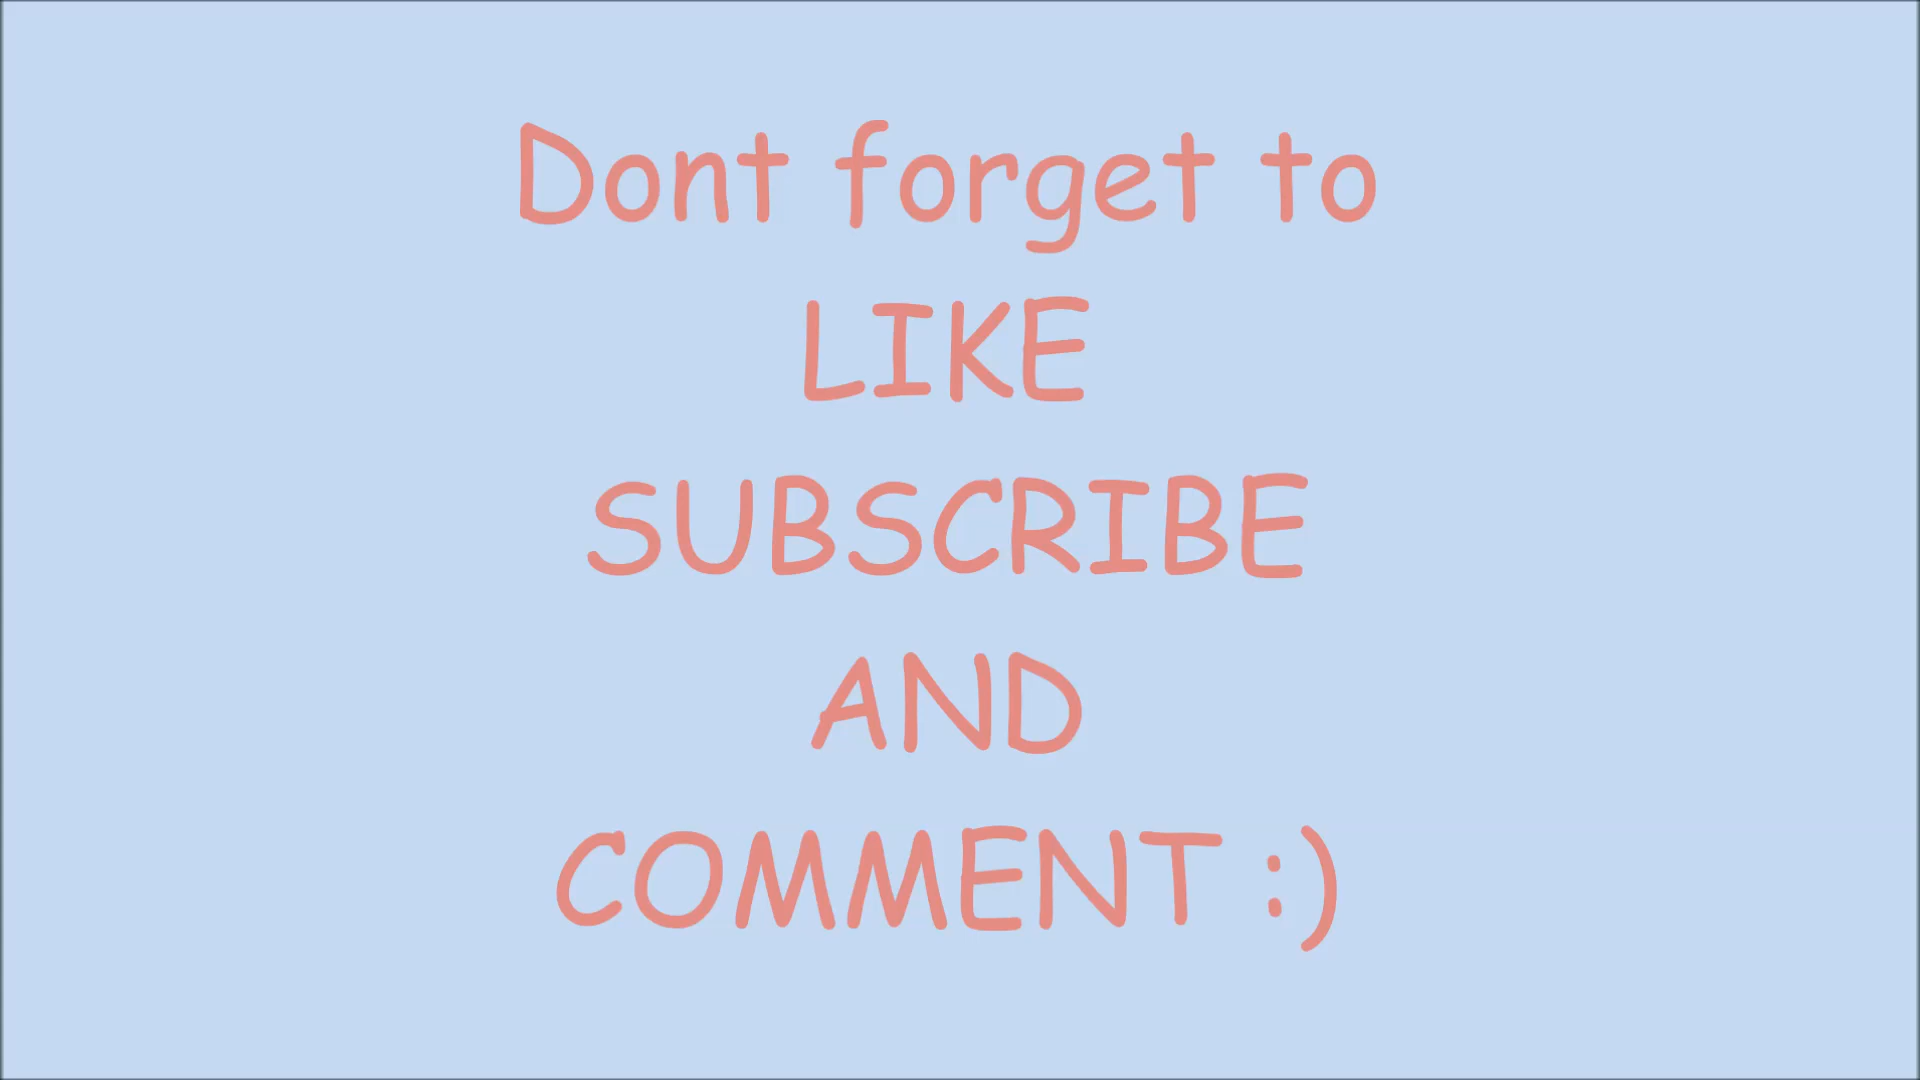 Dont forget to
LIKE
SUBSCRIBE
AND
COMMENT :)